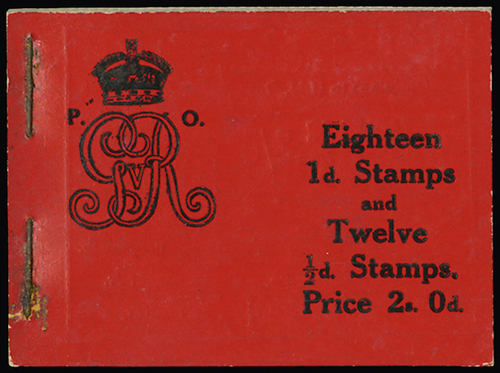 P. O.
GVR
Eighteen
1d. Stamps
and
Twelve
½d. Stamps.
Price 2s. 0d.